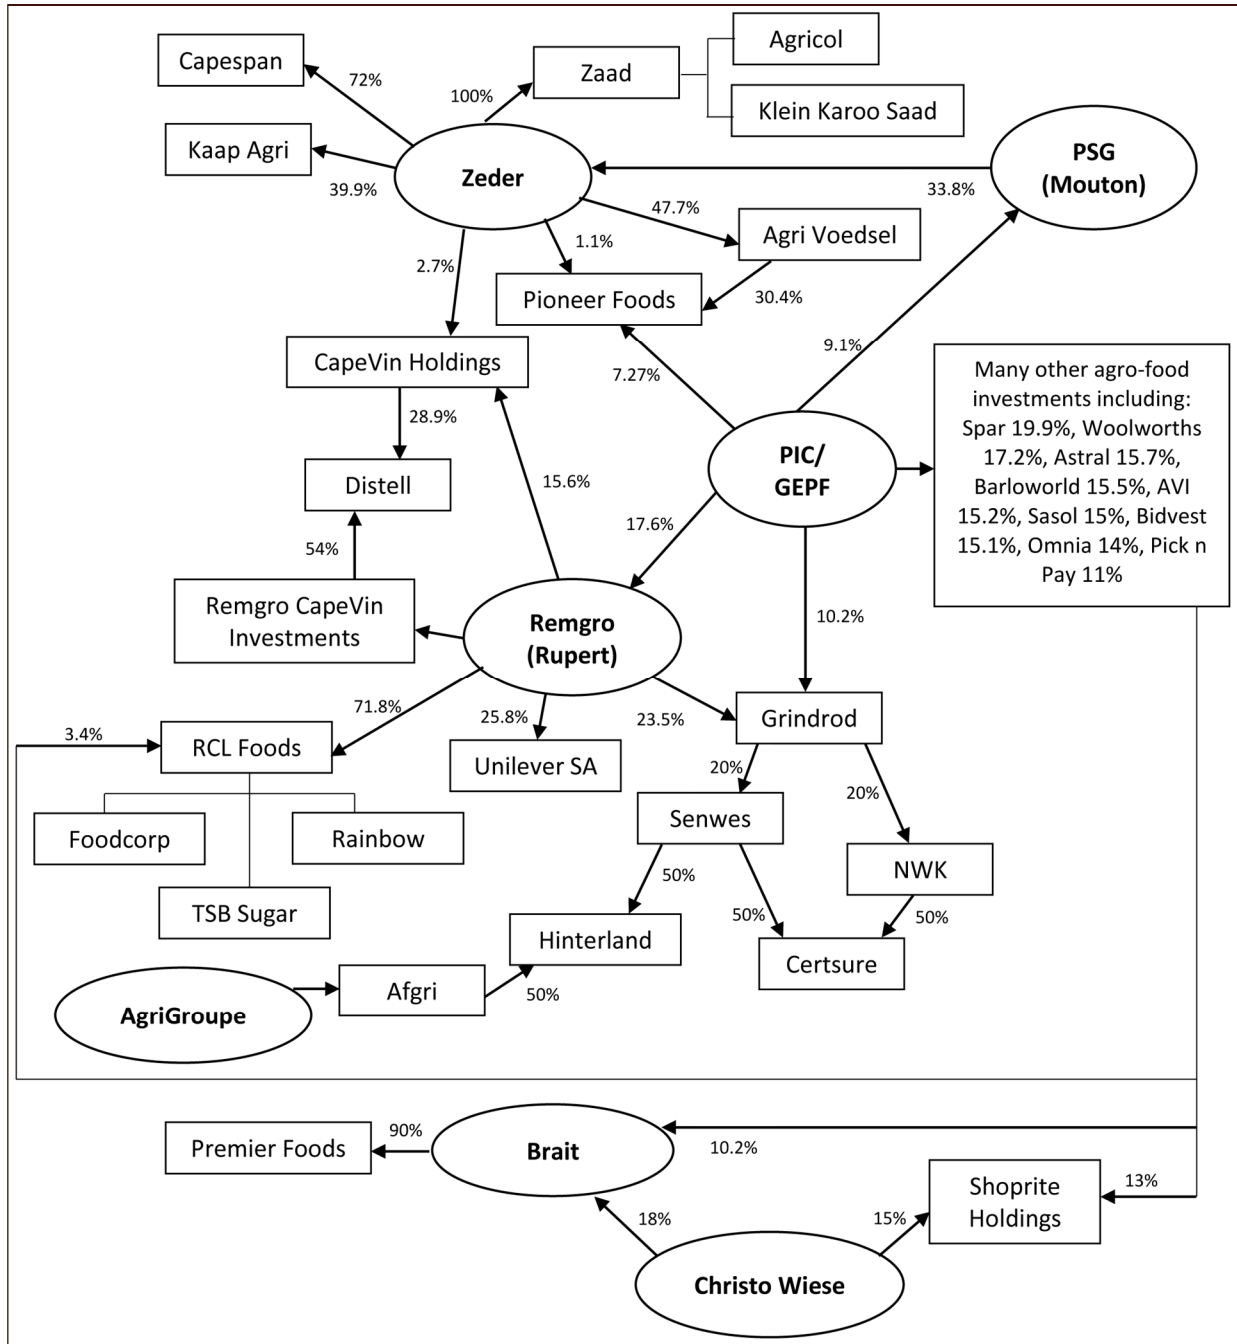 Agricol
Capespan
72%
100%
Zaad
Klein Karoo Saad
Kaap Agri
39.9%
Zeder
PSG
(Mouton)
33.8%
47.7%
Agri Voedsel
1.1%
2.7%
Pioneer Foods
30.4%
CapeVin Holdings
7.27%
9.1%
28.9%
Many other agro-food
investments including:
Spar 19.9%, Woolworths
17.2%, Astral 15.7%,
Barloworld 15.5%, AVI
15.2%, Sasol 15%, Bidvest
15.1%, Omnia 14%, Pick n
Pay 11%
PIC/
GEPF
Distell
15.6%
17.6%
54%
Remgro CapeVin
Investments
Remgro
(Rupert)
10.2%
71.8%
25.8%
23.5%
Grindrod
3.4%
RCL Foods
Unilever SA
20%
20%
Foodcorp
Rainbow
Senwes
NWK
TSB Sugar
50%
50%
50%
Hinterland
Certsure
Afgri
50%
AgriGroupe
Premier Foods
90%
Brait
10.2%
Shoprite
Holdings
13%
18%
15%
Christo Wiese